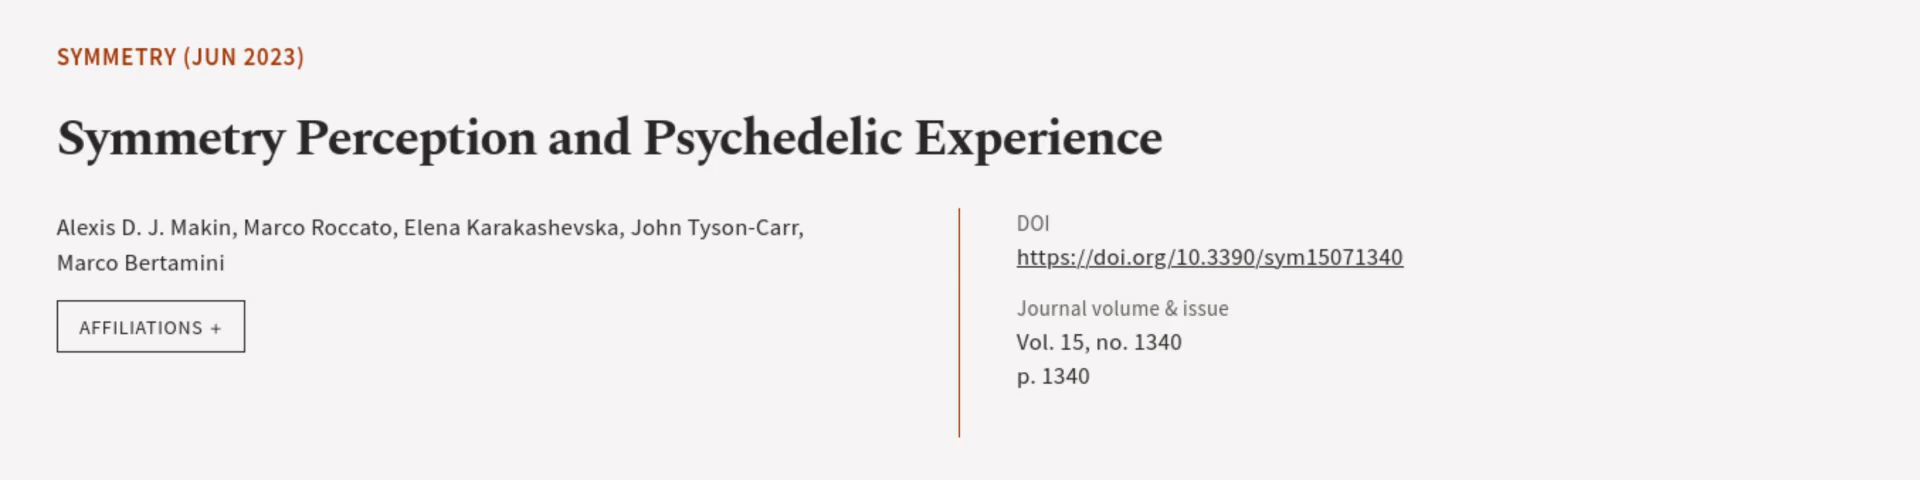 SYMMETRY (JUN 2023)
Symmetry Perception and Psychedelic Experience
Alexis D. J. Makin, Marco Roccato, Elena Karakashevska, John Tyson-Carr,
Marco Bertamini
AFFILIATIONS +
DOI
https://doi.org/10.3390/sym15071340
Journal volume & issue
Vol. 15, no. 1340
p. 1340